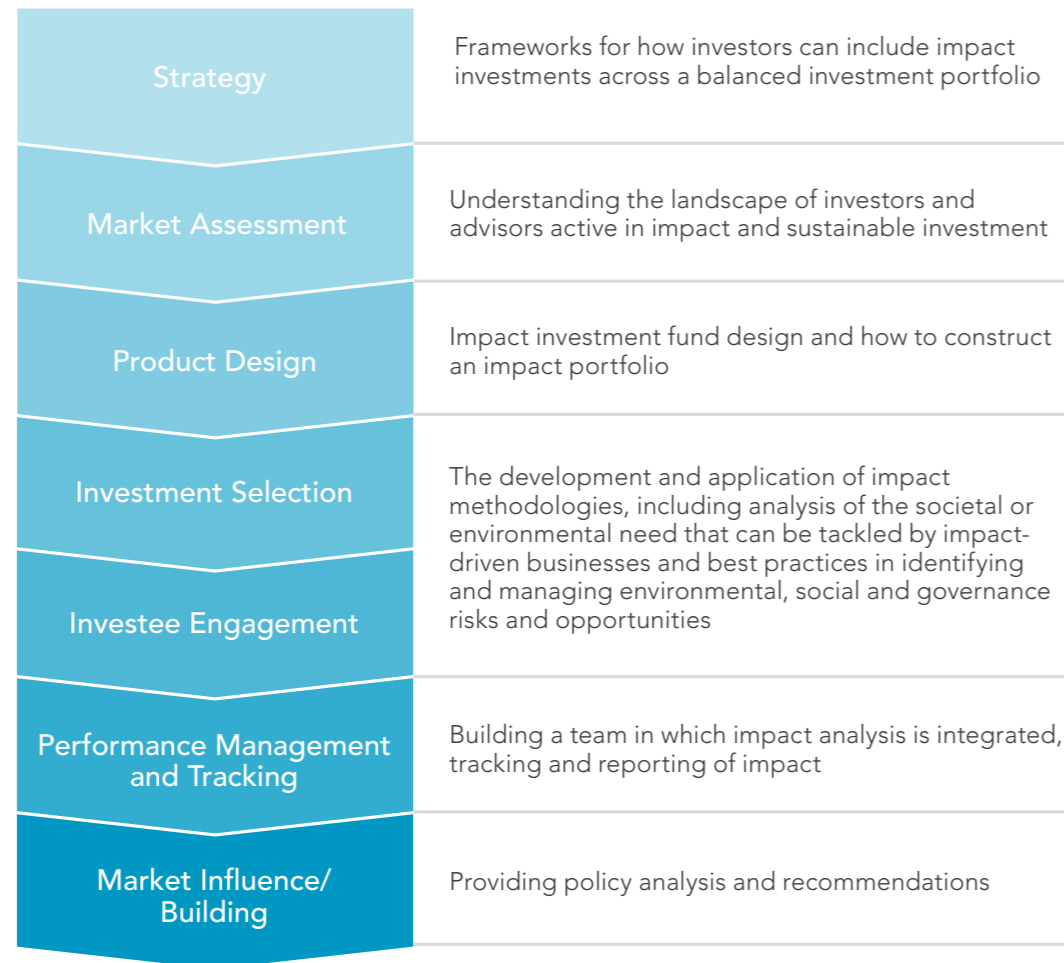 Strategy
Frameworks for how investors can include impact
investments across a balanced investment portfolio
Market Assessment
Understanding the landscape of investors and
advisors active in impact and sustainable investment
Product Design
Impact investment fund design and how to construct
an impact portfolio
Investment Selection
Investee Engagement
The development and application of impact
methodologies, including analysis of the societal or
environmental need that can be tackled by impact-
driven businesses and best practices in identifying
and managing environmental, social and governance
risks and opportunities
Performance Management
and Tracking
Building a team in which impact analysis is integrated,
tracking and reporting of impact
Market Influence/
Building
Providing policy analysis and recommendations